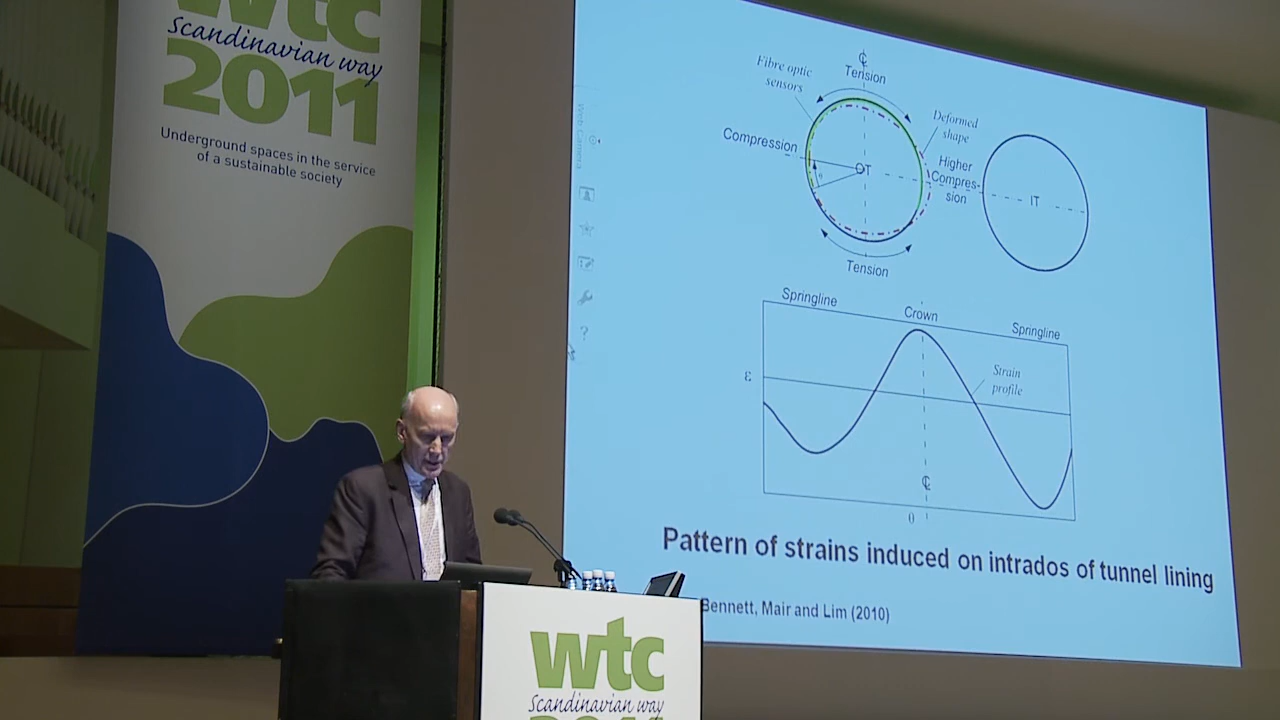 wtc
Scandinavian way
2011
Underground spaces in the service
of a sustainable society
℄
Tension
Fibre optic
sensors
Deformed
shape
Compression
Higher
Compres-
sion
OT
θ
IT
Tension
Springline
Crown
Springline
ε
Strain
profile
℄
θ
Pattern of strains induced on intrados of tunnel lining
Bennett, Mair and Lim (2010)
?
wtc
Scandinavian way
2011